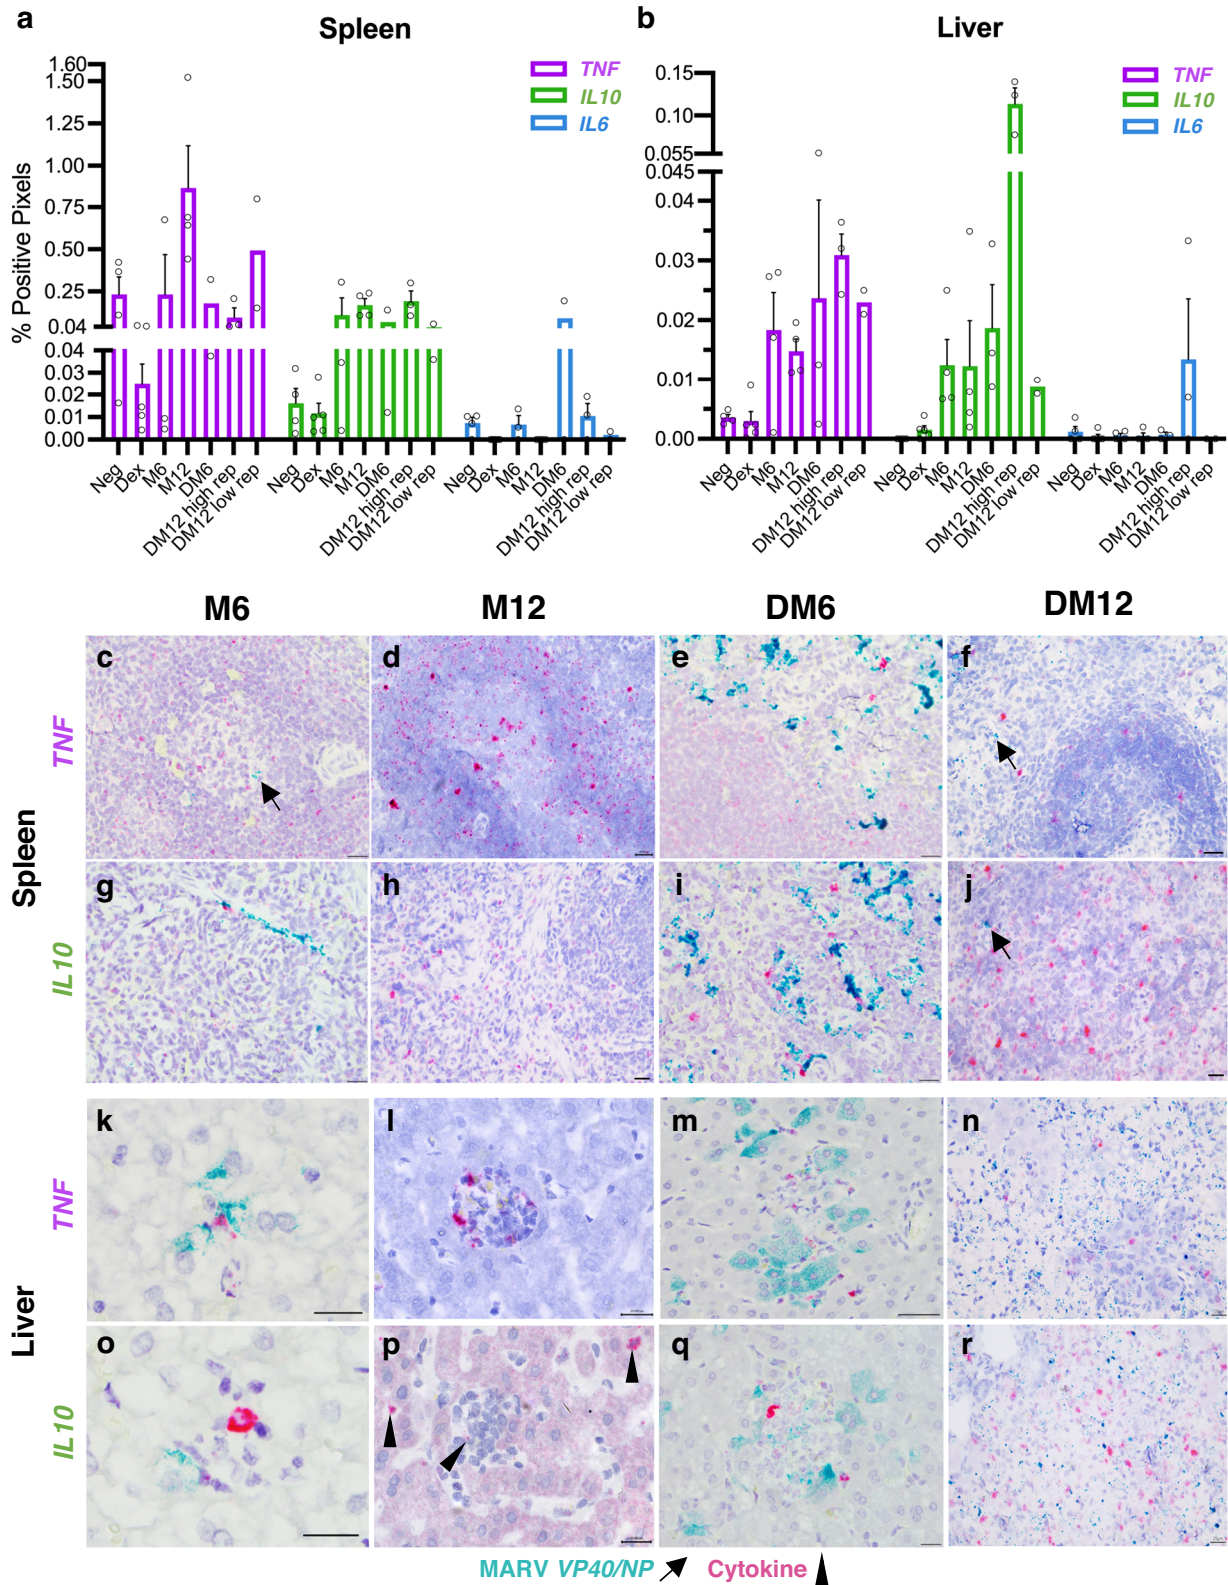 a
Spleen
TNF
IL10
IL6
% Positive Pixels
1.60
1.50
1.25
1.00
0.75
0.50
0.25
0.04
0.04
0.03
0.02
0.01
0.00
Neg
Dex
M6
M12
DM6
DM12 high rep
DM12 low rep
Neg
Dex
M6
M12
DM6
DM12 high rep
DM12 low rep
Neg
Dex
M6
M12
DM6
DM12 high rep
DM12 low rep
b
Liver
TNF
IL10
IL6
0.15
0.10
0.055
0.045
0.04
0.03
0.02
0.01
0.00
Neg
Dex
M6
M12
DM6
DM12 high rep
DM12 low rep
Neg
Dex
M6
M12
DM6
DM12 high rep
DM12 low rep
Neg
Dex
M6
M12
DM6
DM12 high rep
DM12 low rep
M6 M12 DM6 DM12
Spleen
TNF
c d e f
IL10
g h i j
Liver
TNF
k l m n
IL10
o p q r
MARV VP40/NP Cytokine